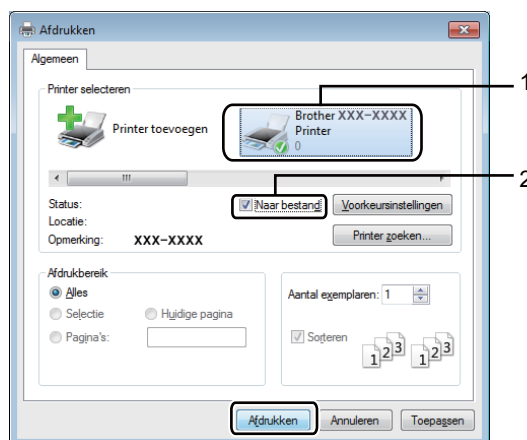 Afdrukken
Algemeen
Printer selecteren
Printer toevoegen
Brother XXX-XXXX
Printer
0
1
2
Status:
Naar bestand
Voorkeursinstellingen
Locatie:
Opmerking: XXX-XXXX
Printer zoeken...
Afdrukbereik
Alles
Selectie
Huidige pagina
Pagina's:
Aantal exemplaren: 1
Sorteren
1 2 3 1 2 3
Afdrukken
Annuleren
Toepassen